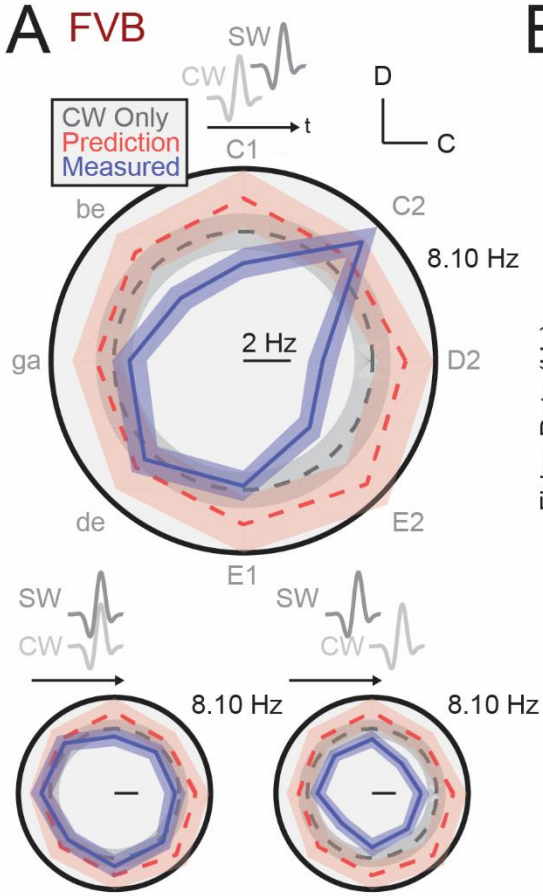 A FVB
SW
CW
t
D
C
CW Only
Prediction
Measured
C1
be
C2
8.10 Hz
ga
2 Hz
D2
de
E2
E1
SW
CW
8.10 Hz
SW
CW
8.10 Hz